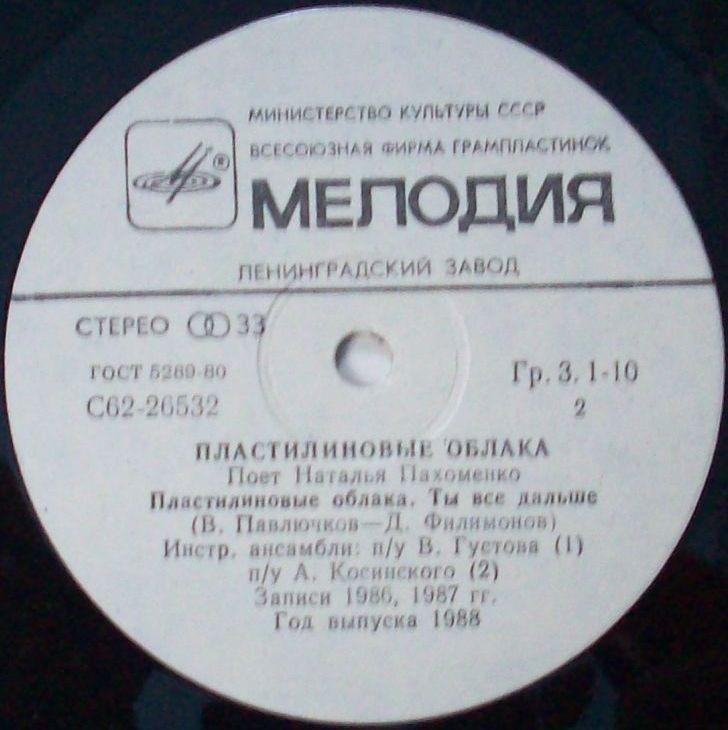 МИНИСТЕРСТВО КУЛЬТУРЫ СССР
ВСЕСОЮЗНАЯ ФИРМА ГРАМПЛАСТИНОК
®
МЕЛОДИЯ
ЛЕНИНГРАДСКИЙ ЗАВОД
СТЕРЕО 33
ГОСТ 5289-80
Гр. 3. 1-10
С62-26532
2
ПЛАСТИЛИНОВЫЕ ОБЛАКА
Поет Наталья Пахоменко
Пластилиновые облака. Ты все дальше
(В. Павлючков—Д. Филимонов)
Инстр. ансамбли: п/у В. Густова (1)
п/у А. Косинского (2)
Записи 1986, 1987 гг.
Год выпуска 1988